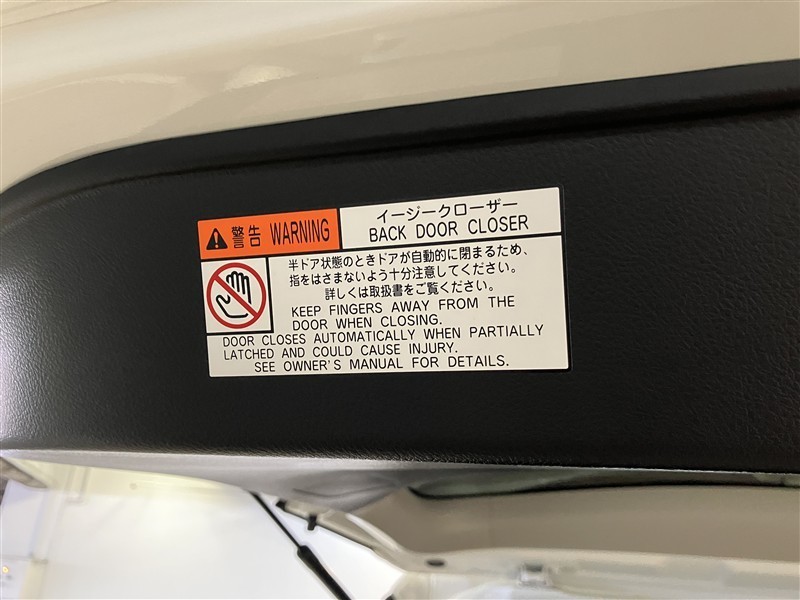 警告 WARNING
イージークローザー
BACK DOOR CLOSER
半ドア状態のときドアが自動的に閉まるため、
指をはさまないよう十分注意してください。
詳しくは取扱書をご覧ください。
KEEP FINGERS AWAY FROM THE
DOOR WHEN CLOSING.
DOOR CLOSES AUTOMATICALLY WHEN PARTIALLY
LATCHED AND COULD CAUSE INJURY.
SEE OWNER'S MANUAL FOR DETAILS.